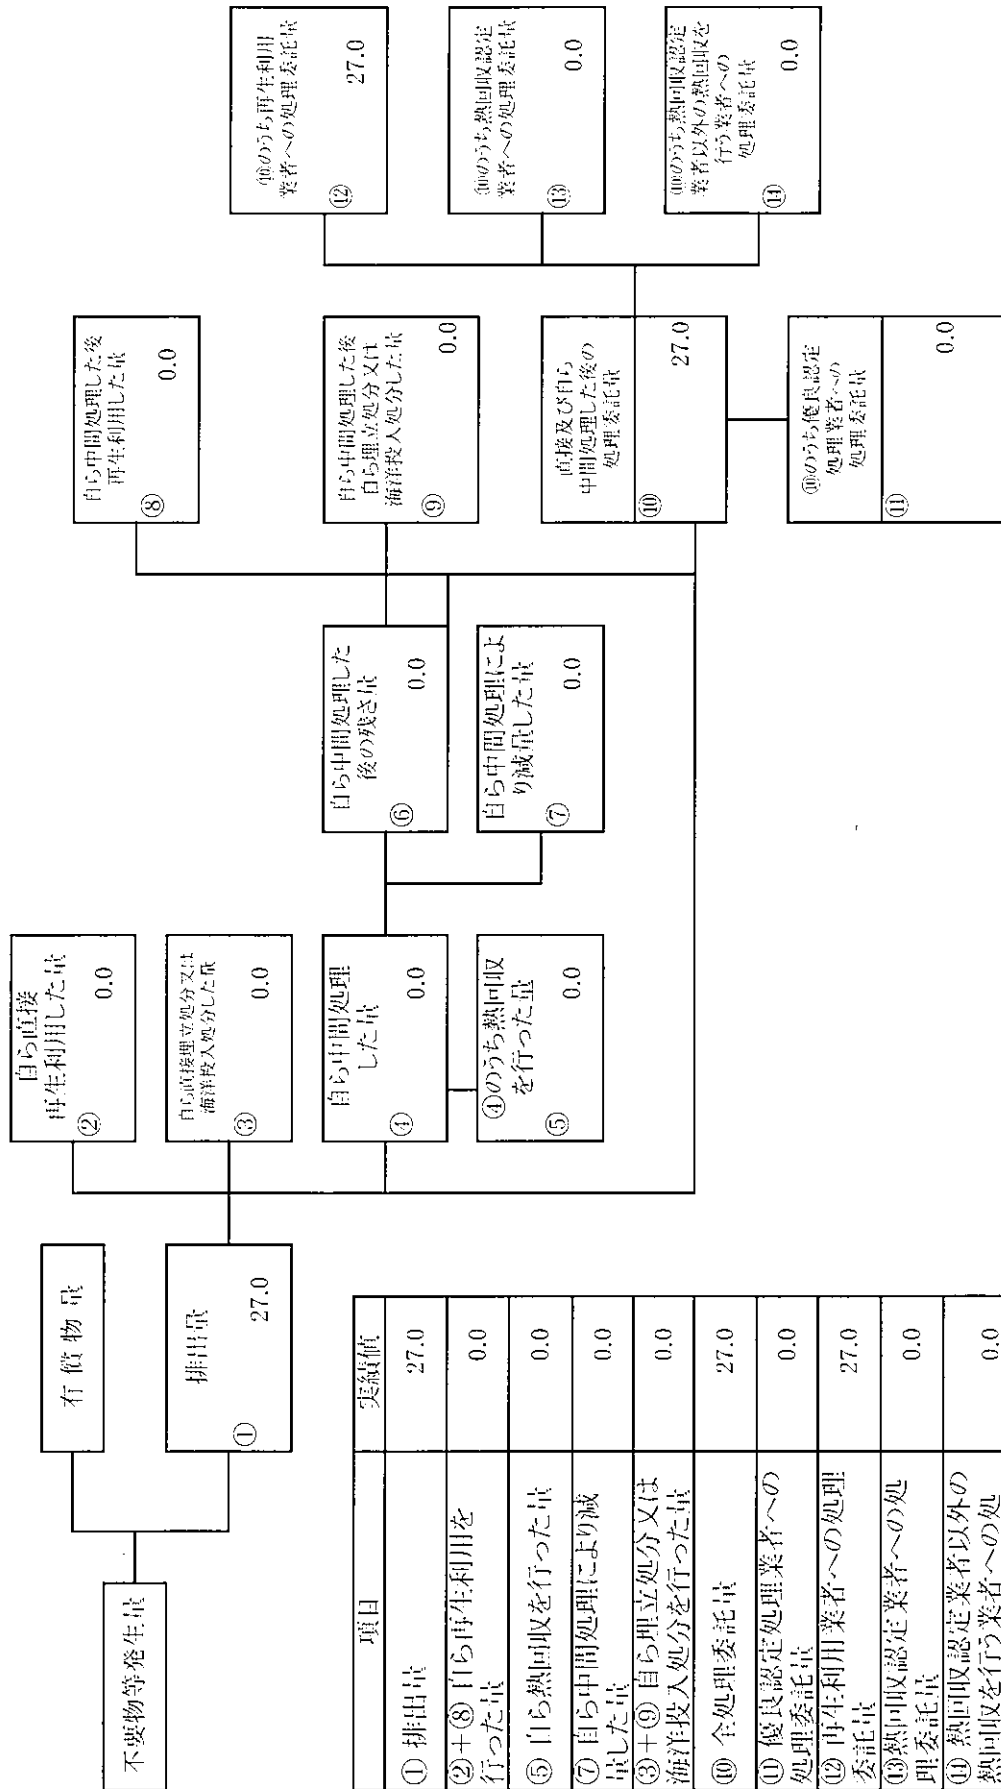 不要物等発生量
有償物量
排出量
① 27.0
自ら直接
再生利用した量
② 0.0
自ら直接埋立処分又は
海洋投入処分した量
③ 0.0
自ら中間処理
した量
④ 0.0
④のうち熱回収
を行った量
⑤ 0.0
自ら中間処理した
後の残さ量
⑥ 0.0
自ら中間処理によ
り減量した量
⑦ 0.0
自ら中間処理した後
再生利用した量
⑧ 0.0
自ら中間処理した後
自ら埋立処分又は
海洋投入処分した量
⑨ 0.0
直接及び自ら
中間処理した後の
処理委託量
⑩ 27.0
⑩のうち優良認定
処理業者への
処理委託量
⑪ 0.0
⑩のうち再生利用
業者への処理委託量
⑫ 27.0
⑩のうち熱回収認定
業者への処理委託量
⑬ 0.0
⑩のうち熱回収認定
業者以外の熱回収を
行う業者への
処理委託量
⑭ 0.0
項目 実績値
① 排出量 27.0
②+⑧ 自ら再生利用を
行った量 0.0
⑤ 自ら熱回収を行った量 0.0
⑦ 自ら中間処理により減
量した量 0.0
③+⑨ 自ら埋立処分又は
海洋投入処分を行った量 0.0
⑩ 全処理委託量 27.0
⑪ 優良認定処理業者への
処理委託量 0.0
⑫ 再生利用業者への処理
委託量 27.0
⑬熱回収認定業者への処
理委託量 0.0
⑭ 熱回収認定業者以外の
熱回収を行う業者への処 0.0